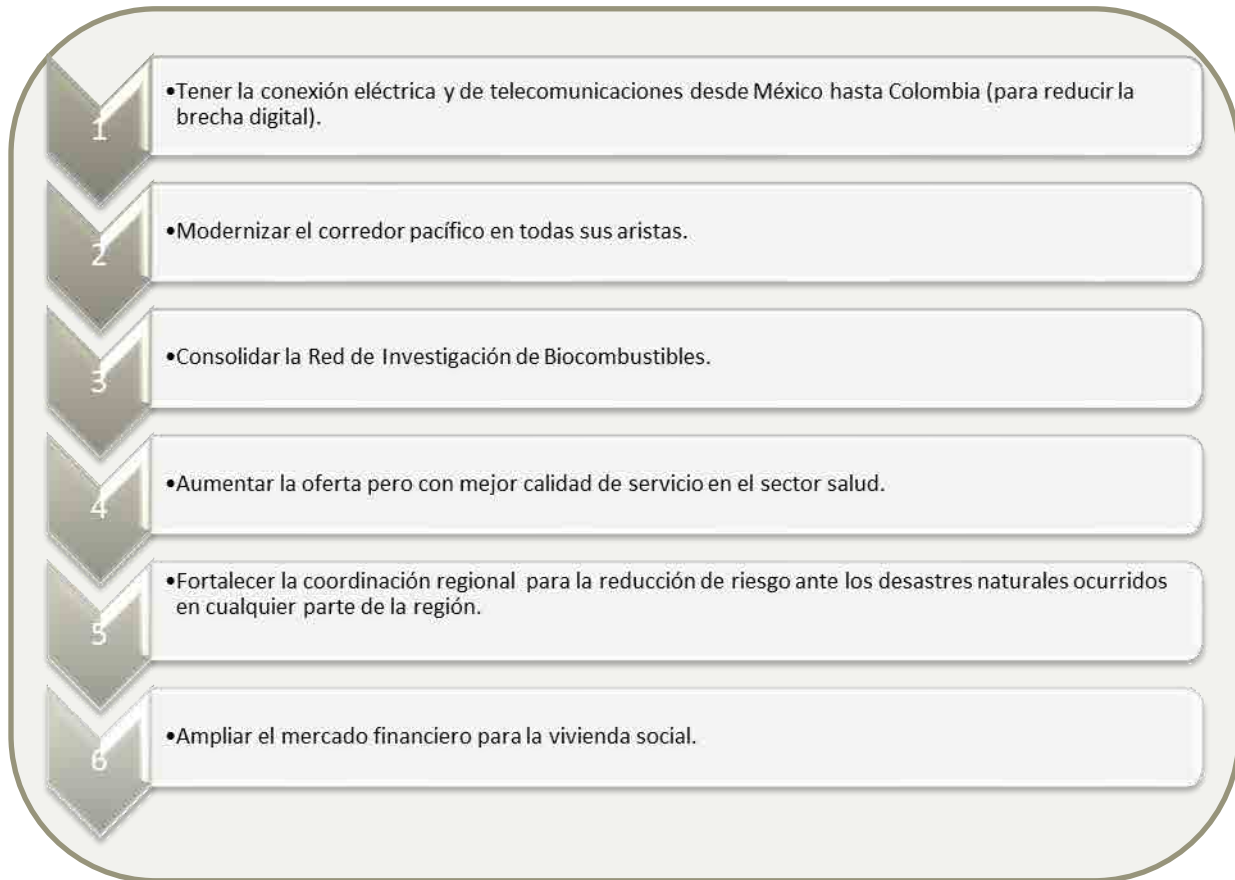 1
•Tener la conexión eléctrica y de telecomunicaciones desde México hasta Colombia (para reducir la
brecha digital).
2
•Modernizar el corredor pacífico en todas sus aristas.
3
•Consolidar la Red de Investigación de Biocombustibles.
4
•Aumentar la oferta pero con mejor calidad de servicio en el sector salud.
5
•Fortalecer la coordinación regional para la reducción de riesgo ante los desastres naturales ocurridos
en cualquier parte de la región.
6
•Ampliar el mercado financiero para la vivienda social.